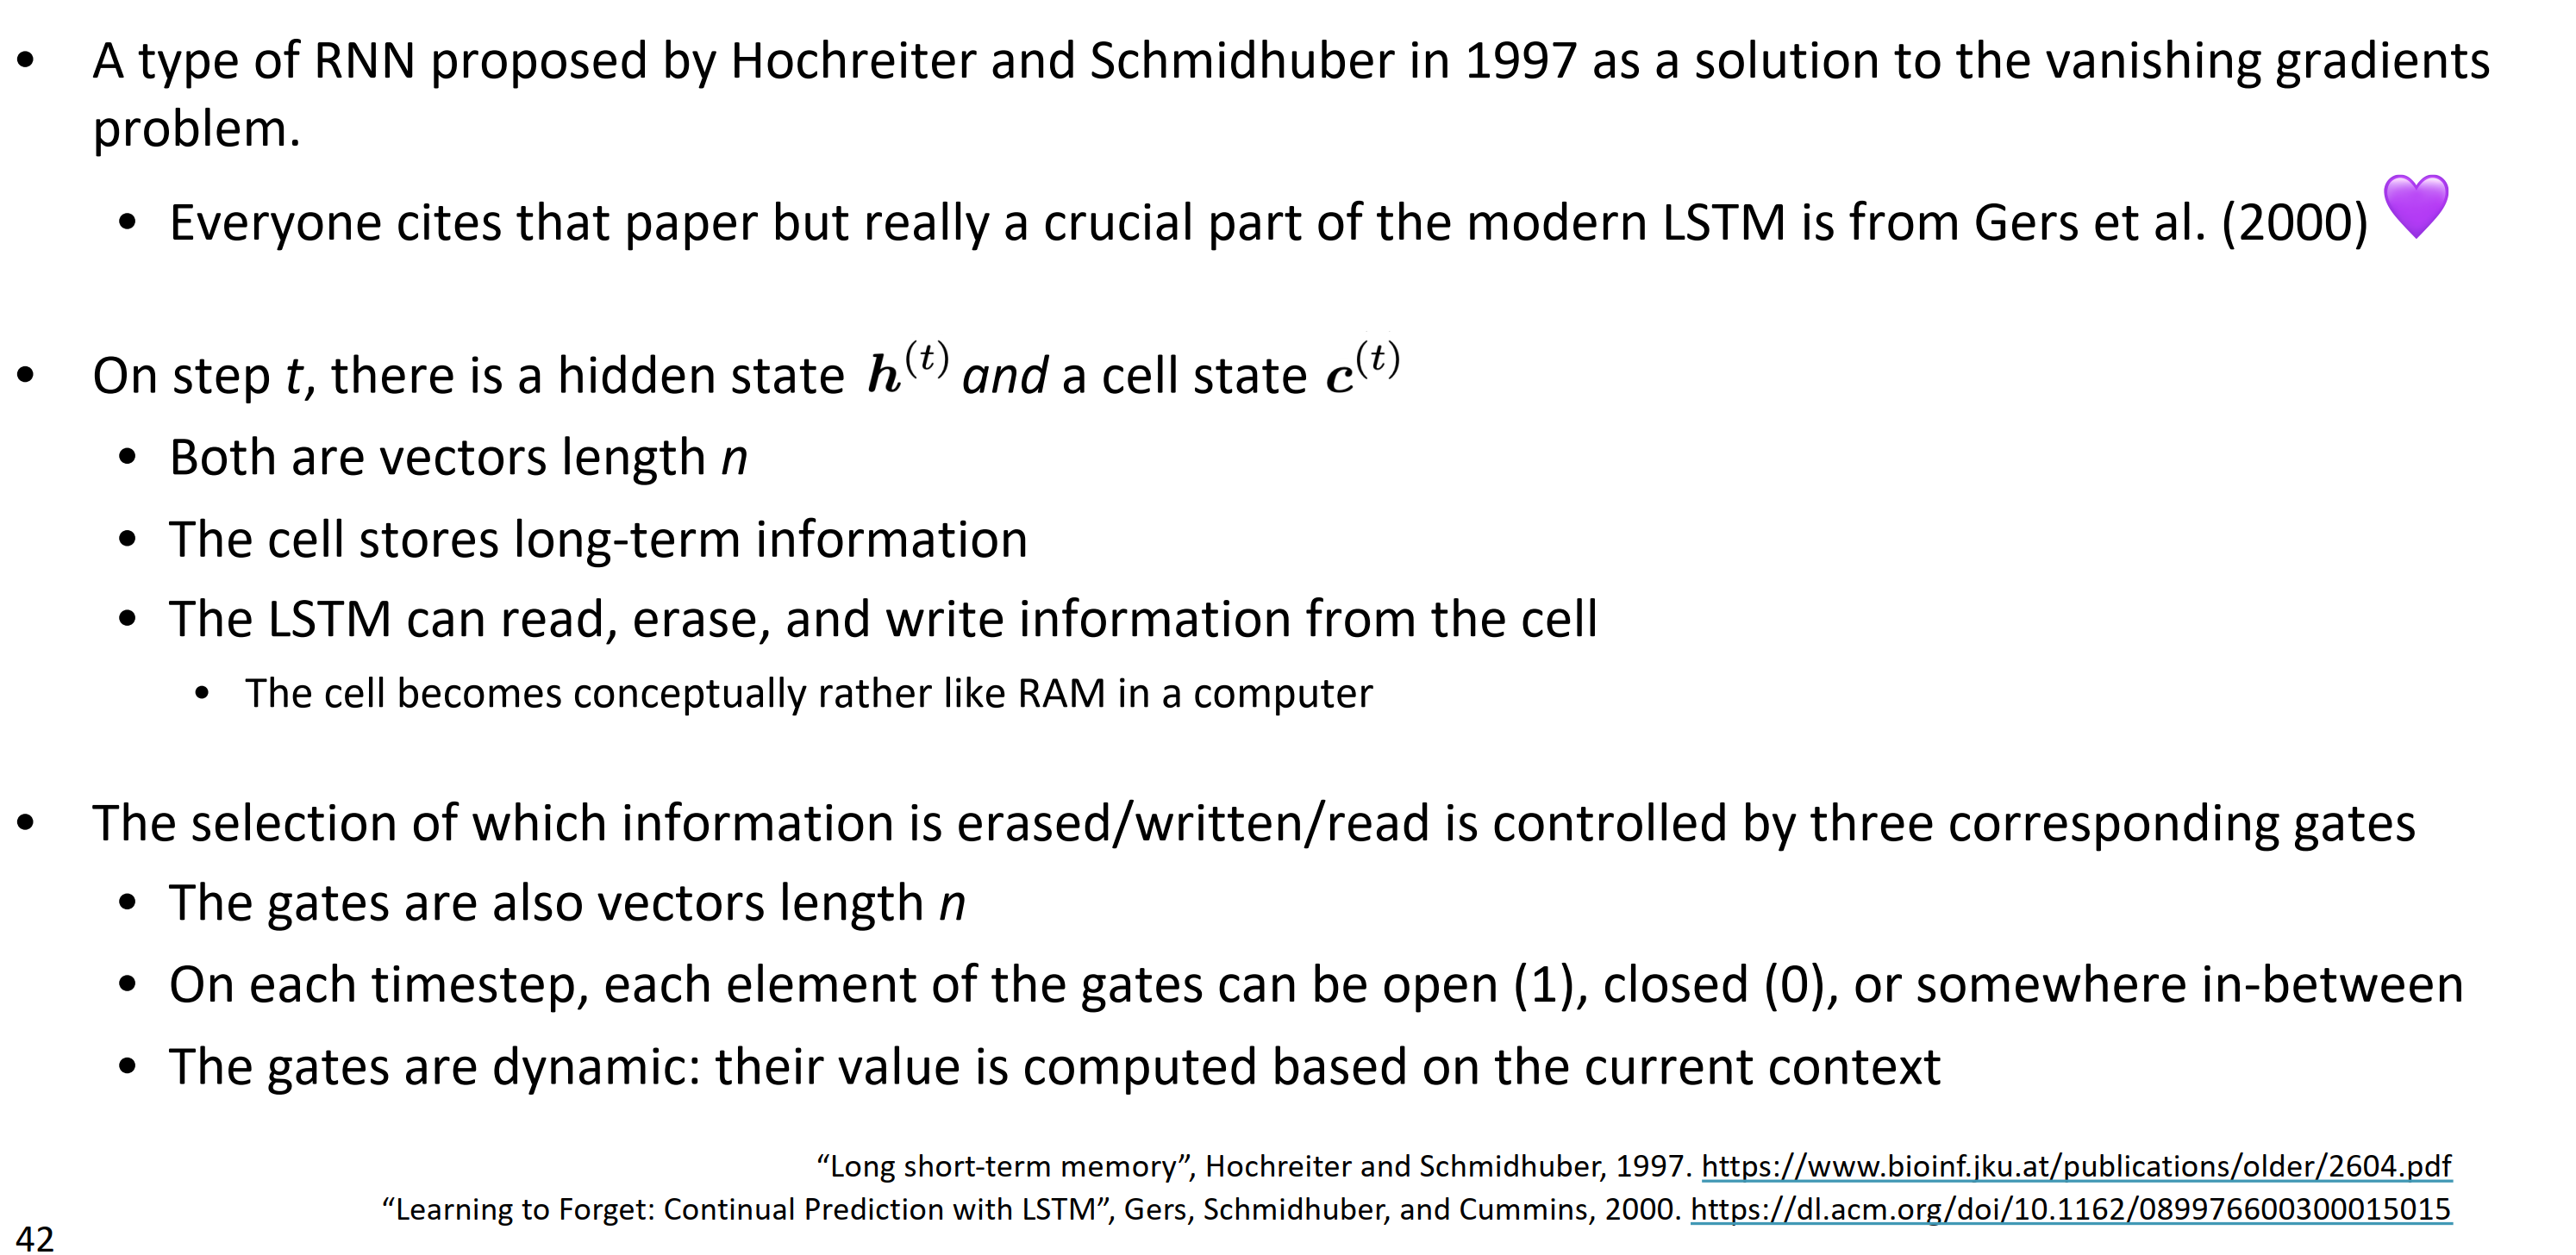 • A type of RNN proposed by Hochreiter and Schmidhuber in 1997 as a solution to the vanishing gradients
problem.
• Everyone cites that paper but really a crucial part of the modern LSTM is from Gers et al. (2000) 💜
• On step t, there is a hidden state h⁽ᵗ⁾ and a cell state c⁽ᵗ⁾
• Both are vectors length n
• The cell stores long-term information
• The LSTM can read, erase, and write information from the cell
• The cell becomes conceptually rather like RAM in a computer
• The selection of which information is erased/written/read is controlled by three corresponding gates
• The gates are also vectors length n
• On each timestep, each element of the gates can be open (1), closed (0), or somewhere in-between
• The gates are dynamic: their value is computed based on the current context
“Long short-term memory”, Hochreiter and Schmidhuber, 1997. https://www.bioinf.jku.at/publications/older/2604.pdf
“Learning to Forget: Continual Prediction with LSTM”, Gers, Schmidhuber, and Cummins, 2000. https://dl.acm.org/doi/10.1162/089976600300015015
42